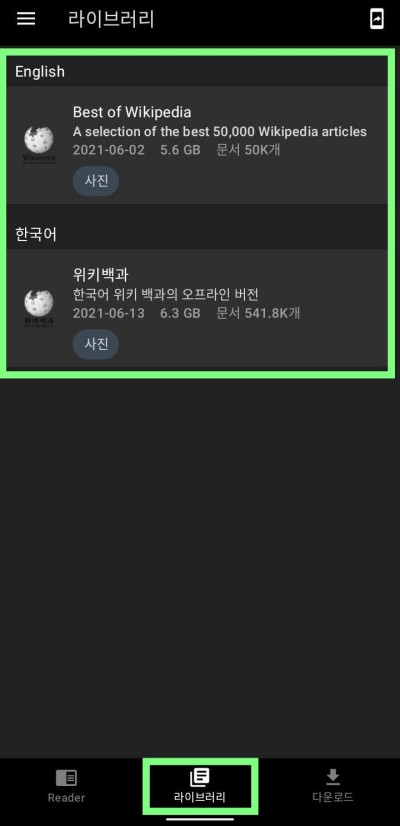 라이브러리
English
Best of Wikipedia
A selection of the best 50,000 Wikipedia articles
2021-06-02 5.6 GB 문서 50K개
사진
한국어
위키백과
한국어 위키 백과의 오프라인 버전
2021-06-13 6.3 GB 문서 541.8K개
사진
Reader 라이브러리 다운로드